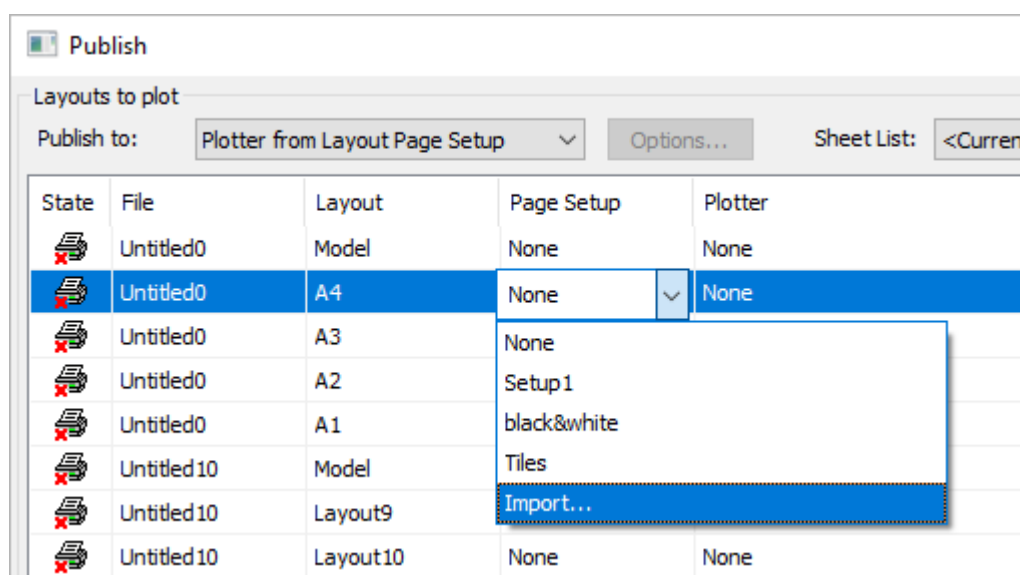 Publish
Layouts to plot
Publish to: Plotter from Layout Page Setup Options... Sheet List: <Curren
State File Layout Page Setup Plotter
Untitled0 Model None None
Untitled0 A4 None None
Untitled0 A3 None
Untitled0 A2 Setup1
Untitled0 A1 black&white
Untitled10 Model Tiles
Untitled10 Layout9 Import...
Untitled10 Layout10 None None